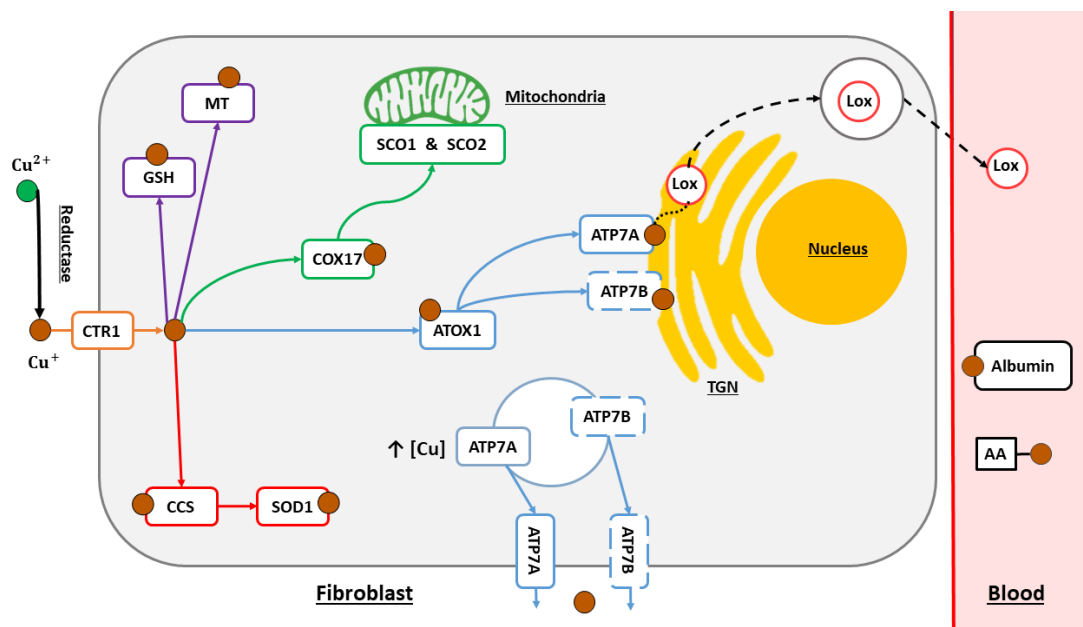 MT
Mitochondria
Lox
SCO1 & SCO2
Cu²⁺
GSH
Lox
Lox
Reductase
ATP7A
COX17
Nucleus
ATP7B
CTR1
ATOX1
Cu⁺
Albumin
TGN
ATP7B
↑ [Cu]
ATP7A
AA
CCS
SOD1
ATP7A
ATP7B
Fibroblast
Blood